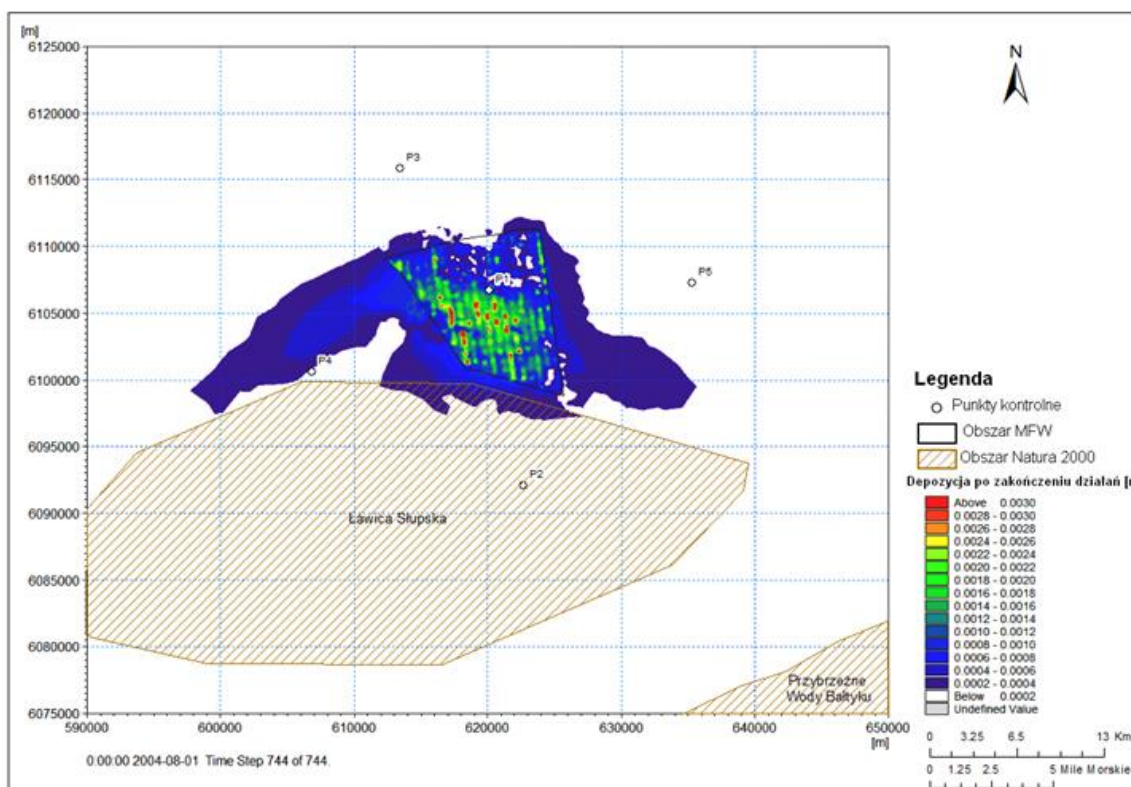 [m]
6125000
6120000
6115000
6110000
6105000
6100000
6095000
6090000
6085000
6080000
6075000
590000
600000
610000
620000
630000
640000
650000
[m]
P3
P1
P5
P4
P2
Ławica Słupska
Przybrzeżne
Wody Bałtyku
0:00:00 2004-08-01 Time Step 744 of 744.
N
Legenda
Punkty kontrolne
Obszar MFW
Obszar Natura 2000
Depozycja po zakończeniu działań [m
Above 0.0030
0.0028 - 0.0030
0.0026 - 0.0028
0.0024 - 0.0026
0.0022 - 0.0024
0.0020 - 0.0022
0.0018 - 0.0020
0.0016 - 0.0018
0.0014 - 0.0016
0.0012 - 0.0014
0.0010 - 0.0012
0.0008 - 0.0010
0.0006 - 0.0008
0.0004 - 0.0006
0.0002 - 0.0004
Below 0.0002
Undefined Value
0 3.25 6.5 13 Km
0 1.25 2.5 5 Mile Morskie